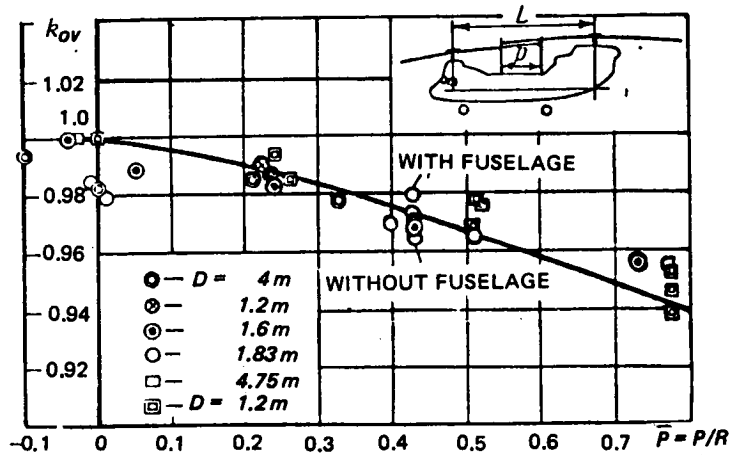 k_ov
L
P
1.02
1.0
0.98
0.96
0.94
0.92
WITH FUSELAGE
WITHOUT FUSELAGE
— D = 4 m
— 1.2 m
— 1.6 m
— 1.83 m
— 4.75 m
— D = 1.2 m
-0.1 0 0.1 0.2 0.3 0.4 0.5 0.6 0.7 P̄ = P/R